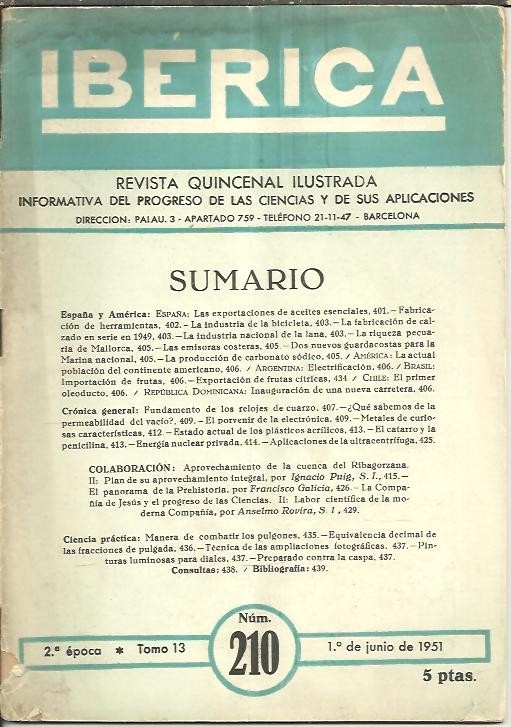 IBERICA
REVISTA QUINCENAL ILUSTRADA
INFORMATIVA DEL PROGRESO DE LAS CIENCIAS Y DE SUS APLICACIONES
DIRECCION: PALAU. 3 - APARTADO 759 - TELÉFONO 21-11-47 - BARCELONA
SUMARIO
España y América: ESPAÑA: Las exportaciones de aceites esenciales, 401.—Fabrica-
ción de herramientas, 402.—La industria de la bicicleta, 403.—La fabricación de cal-
zado en serie en 1949, 403.—La industria nacional de la lana, 403.—La riqueza pecua-
ria de Mallorca, 405.—Las emisoras costeras, 405.—Dos nuevos guardacostas para la
Marina nacional, 405.—La producción de carbonato sódico, 405. / AMÉRICA: La actual
población del continente americano, 406. / ARGENTINA: Electrificación, 406. / BRASIL:
Importación de frutas, 406.—Exportación de frutas cítricas, 434 / CHILE: El primer
oleoducto, 406. / REPÚBLICA DOMINICANA: Inauguración de una nueva carretera, 406.
Crónica general: Fundamento de los relojes de cuarzo, 407.—¿Qué sabemos de la
permeabilidad del vacío?, 409.—El porvenir de la electrónica, 409.—Metales de curio-
sas características, 412.—Estado actual de los plásticos acrílicos, 413.—El catarro y la
penicilina, 413.—Energía nuclear privada, 414.—Aplicaciones de la ultracentrífuga, 425.
COLABORACIÓN: Aprovechamiento de la cuenca del Ribagorzana.
II: Plan de su aprovechamiento integral, por Ignacio Puig, S. I., 415.—
El panorama de la Prehistoria, por Francisco Galicia, 426.—La Compa-
ñía de Jesús y el progreso de las Ciencias. II: Labor científica de la mo-
derna Compañía, por Anselmo Rovira, S. I, 429.
Ciencia práctica: Manera de combatir los pulgones, 435.—Equivalencia decimal de
las fracciones de pulgada, 436.—Técnica de las ampliaciones fotográficas, 437.—Pin-
turas luminosas para diales, 437.—Preparado contra la caspa, 437.
Consultas: 438. / Bibliografía: 439.
2.ª época * Tomo 13
Núm.
210
1.º de junio de 1951
5 ptas.